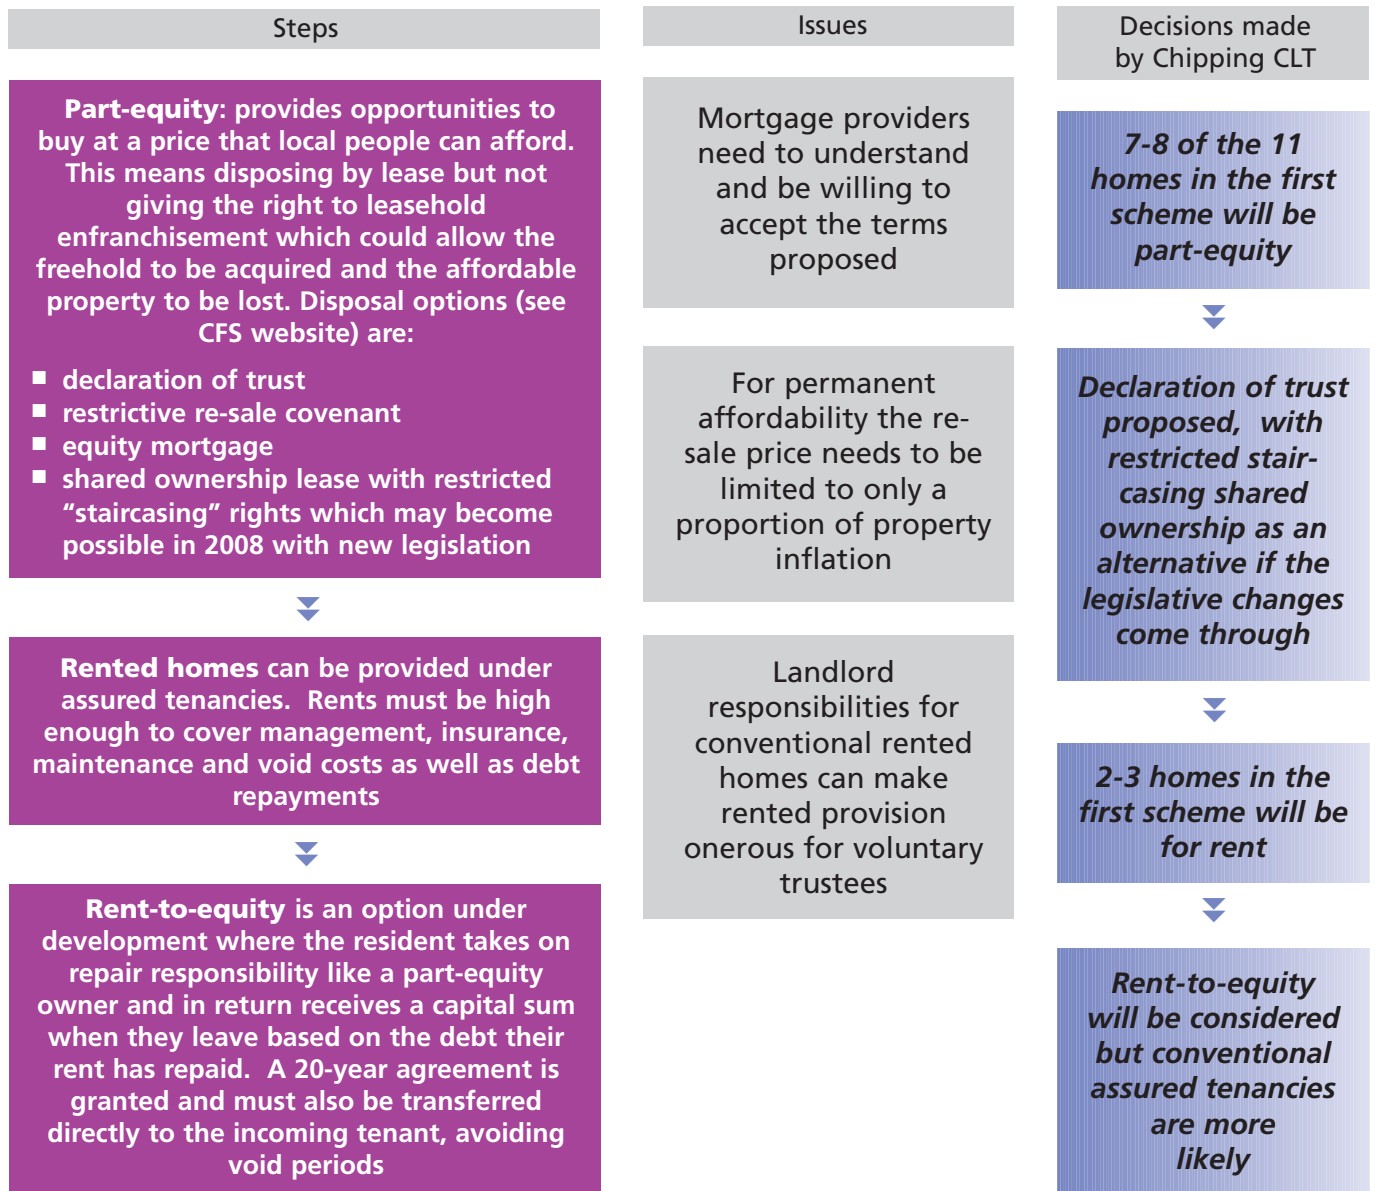 Steps
Part-equity: provides opportunities to
buy at a price that local people can afford.
This means disposing by lease but not
giving the right to leasehold
enfranchisement which could allow the
freehold to be acquired and the affordable
property to be lost. Disposal options (see
CFS website) are:
■ declaration of trust
■ restrictive re-sale covenant
■ equity mortgage
■ shared ownership lease with restricted
“staircasing” rights which may become
possible in 2008 with new legislation
Rented homes can be provided under
assured tenancies. Rents must be high
enough to cover management, insurance,
maintenance and void costs as well as debt
repayments
Rent-to-equity is an option under
development where the resident takes on
repair responsibility like a part-equity
owner and in return receives a capital sum
when they leave based on the debt their
rent has repaid. A 20-year agreement is
granted and must also be transferred
directly to the incoming tenant, avoiding
void periods
Issues
Mortgage providers
need to understand
and be willing to
accept the terms
proposed
For permanent
affordability the re-
sale price needs to be
limited to only a
proportion of property
inflation
Landlord
responsibilities for
conventional rented
homes can make
rented provision
onerous for voluntary
trustees
Decisions made
by Chipping CLT
7-8 of the 11
homes in the first
scheme will be
part-equity
Declaration of trust
proposed, with
restricted stair-
casing shared
ownership as an
alternative if the
legislative changes
come through
2-3 homes in the
first scheme will be
for rent
Rent-to-equity
will be considered
but conventional
assured tenancies
are more
likely